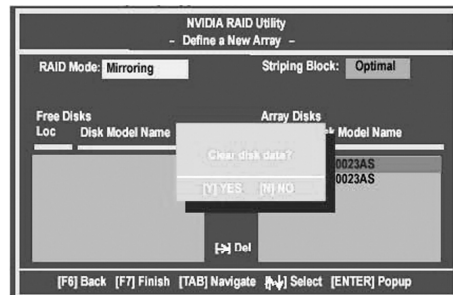 NVIDIA RAID Utility
- Define a New Array -
RAID Mode: Mirroring Striping Block: Optimal
Free Disks Array Disks
Loc Disk Model Name Model Name
Clear disk data?
0023AS
[Y] YES [N] NO
0023AS
Del
[F6] Back [F7] Finish [TAB] Navigate Select [ENTER] Popup